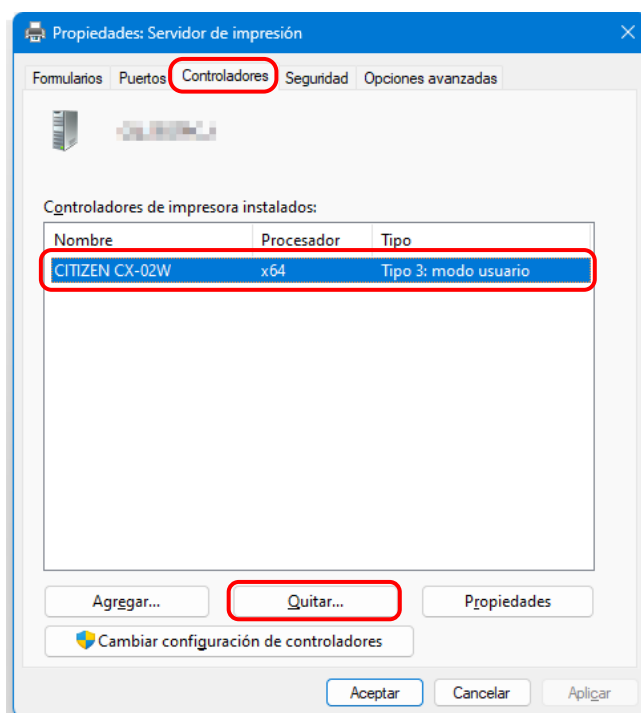 Propiedades: Servidor de impresión
Formularios Puertos Controladores Seguridad Opciones avanzadas
Controladores de impresora instalados:
Nombre Procesador Tipo
CITIZEN CX-02W x64 Tipo 3: modo usuario
Agregar... Quitar... Propiedades
Cambiar configuración de controladores
Aceptar Cancelar Aplicar